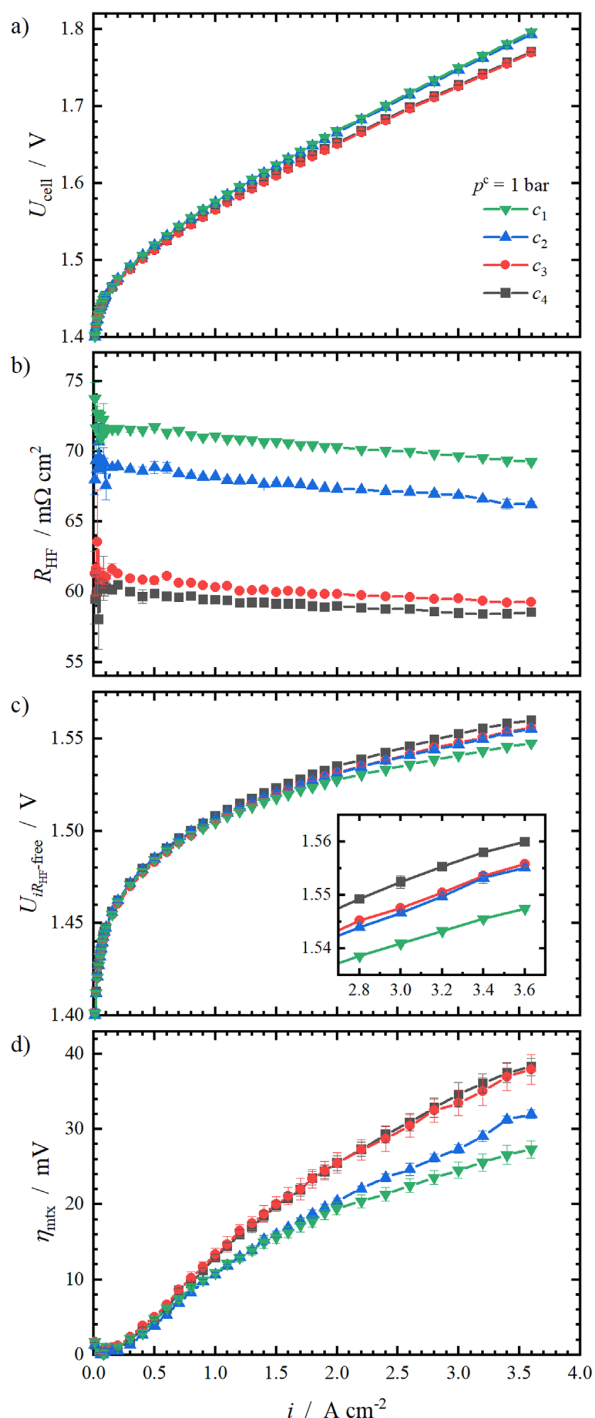 a)
1.8
1.7
1.6
1.5
1.4
U_cell / V
p^c = 1 bar
c_1
c_2
c_3
c_4
b)
75
70
65
60
55
R_HF / mΩ cm^2
c)
1.55
1.50
1.45
1.40
U_iR_HF-free / V
1.56
1.55
1.54
2.8 3.0 3.2 3.4 3.6
d)
40
30
20
10
0
η_mtx / mV
0.0 0.5 1.0 1.5 2.0 2.5 3.0 3.5 4.0
i / A cm^-2